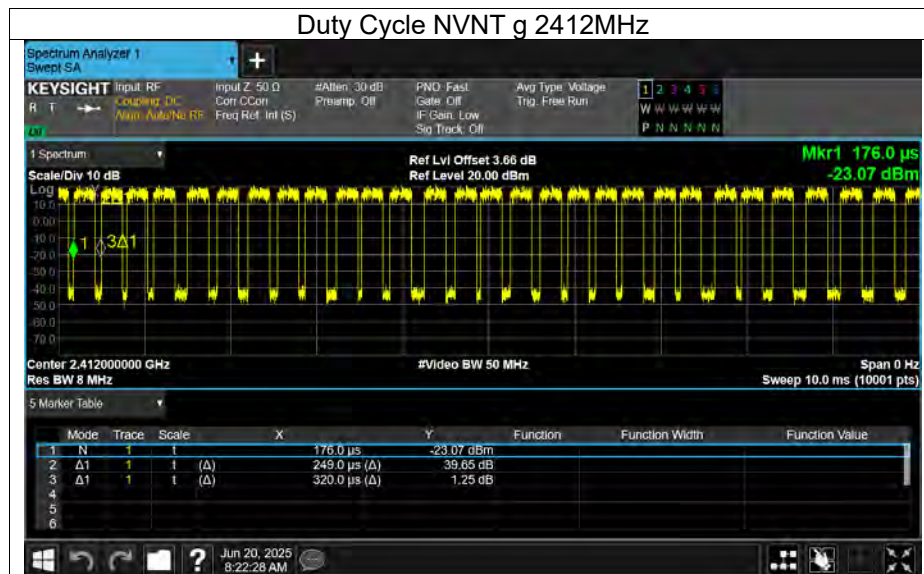 Duty Cycle NVNT g 2412MHz
Spectrum Analyzer 1
Swept SA
+
KEYSIGHT Input: RF Input Z: 50 Ω #Atten: 30 dB PNO: Fast Avg Type: Voltage 1 2 3 4 5 6
R T Coupling: DC Corr CCorr Preamp: Off Gate: Off Trig: Free Run W W W W W W
Align: Auto/No RF Freq Ref: Int (S) IF Gain: Low
LXI Sig Track: Off P N N N N N
1 Spectrum Ref Lvl Offset 3.66 dB Mkr1 176.0 µs
Scale/Div 10 dB Ref Level 20.00 dBm -23.07 dBm
Log
10.0
0.00
-10.0
1 3Δ1
-20.0
-30.0
-40.0
-50.0
-60.0
-70.0
Center 2.412000000 GHz #Video BW 50 MHz Span 0 Hz
Res BW 8 MHz Sweep 10.0 ms (10001 pts)
5 Marker Table
Mode Trace Scale X Y Function Function Width Function Value
1 N 1 t 176.0 µs -23.07 dBm
2 Δ1 1 t (Δ) 249.0 µs (Δ) 39.65 dB
3 Δ1 1 t (Δ) 320.0 µs (Δ) 1.25 dB
4
5
6
? Jun 20, 2025
8:22:28 AM